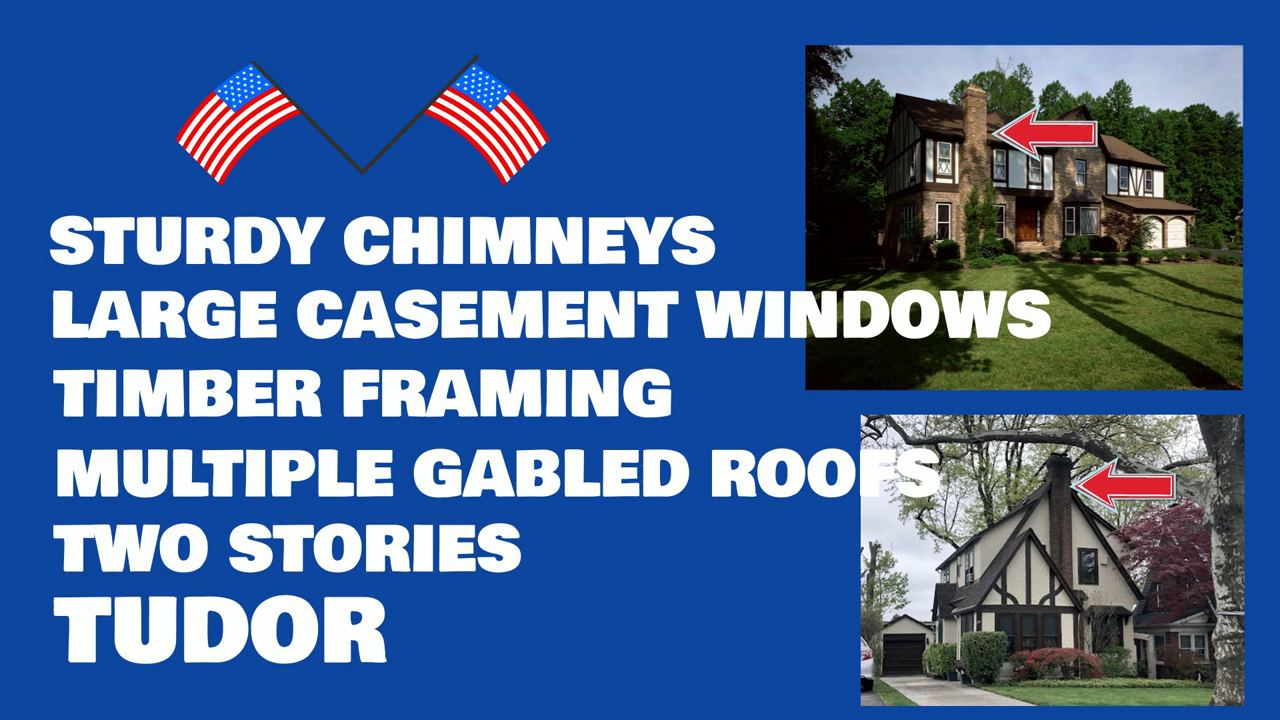 STURDY CHIMNEYS
LARGE CASEMENT WINDOWS
TIMBER FRAMING
MULTIPLE GABLED ROOFS
TWO STORIES
TUDOR